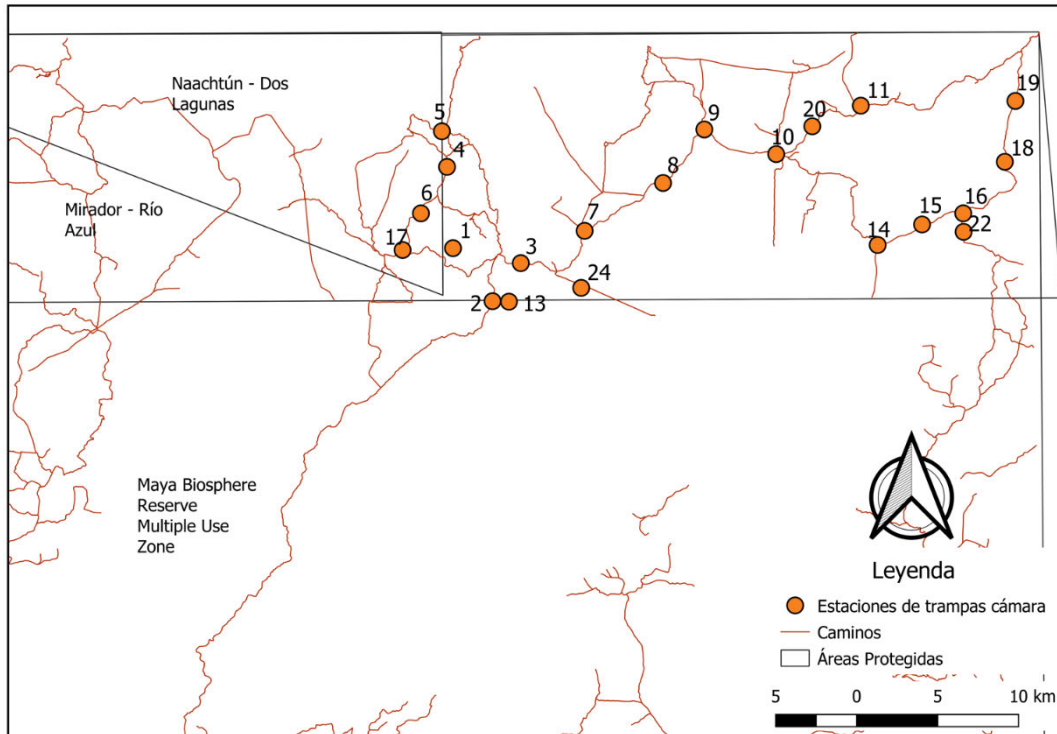 Naachtún - Dos
Lagunas
Mirador - Río
Azul
5
4
6
17
1
3
2
13
7
24
8
9
10
20
11
19
18
16
15
22
14
Maya Biosphere
Reserve
Multiple Use
Zone
Leyenda
Estaciones de trampas cámara
Caminos
Áreas Protegidas
5 0 5 10 km